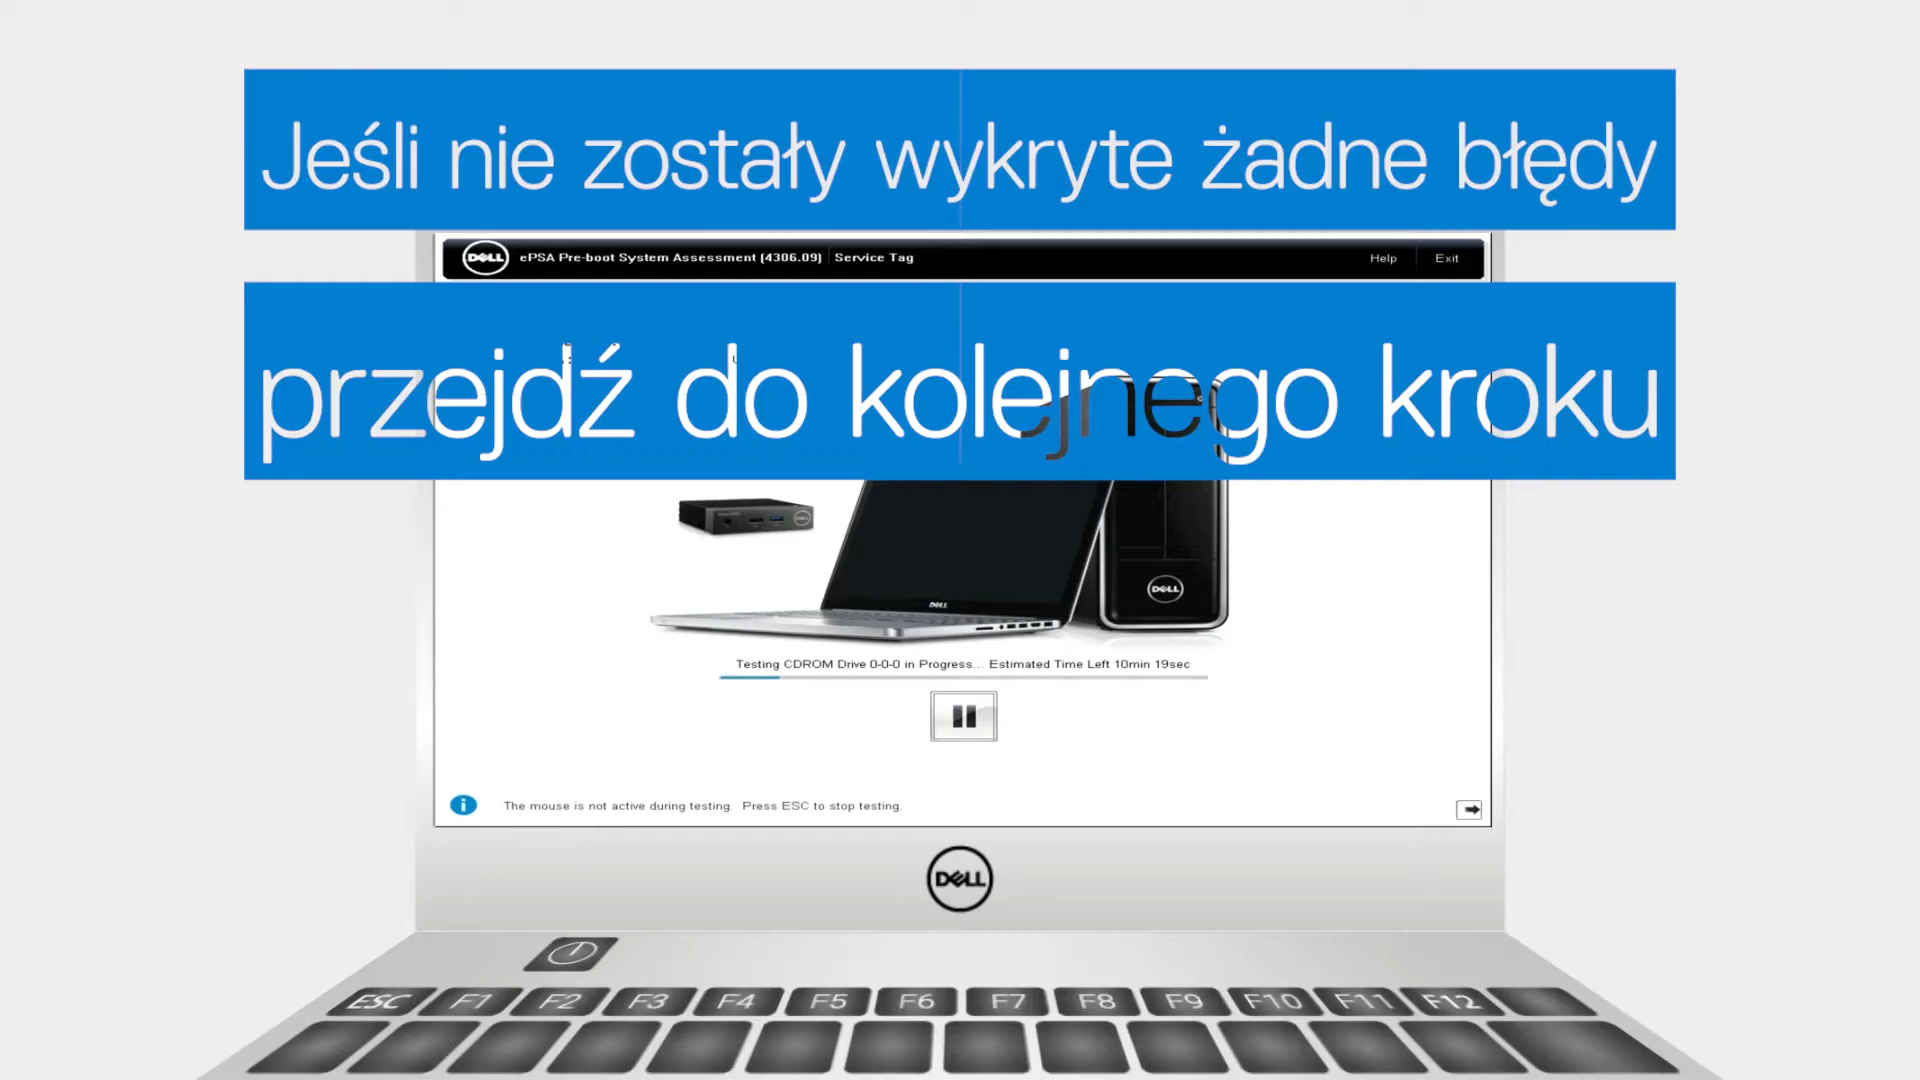 Jeśli nie zostały wykryte żadne błędy
DELL ePSA Pre-boot System Assessment (4306.09) Service Tag Help Exit
przejdź do kolejnego kroku
DELL
DELL
DELL
Testing CDROM Drive 0-0-0 in Progress... Estimated Time Left 10min 19sec
The mouse is not active during testing. Press ESC to stop testing.
DELL
ESC F1 F2 F3 F4 F5 F6 F7 F8 F9 F10 F11 F12